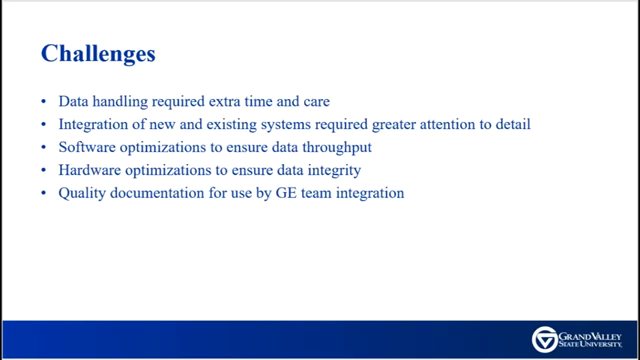 Challenges
• Data handling required extra time and care
• Integration of new and existing systems required greater attention to detail
• Software optimizations to ensure data throughput
• Hardware optimizations to ensure data integrity
• Quality documentation for use by GE team integration
GRAND VALLEY
STATE UNIVERSITY